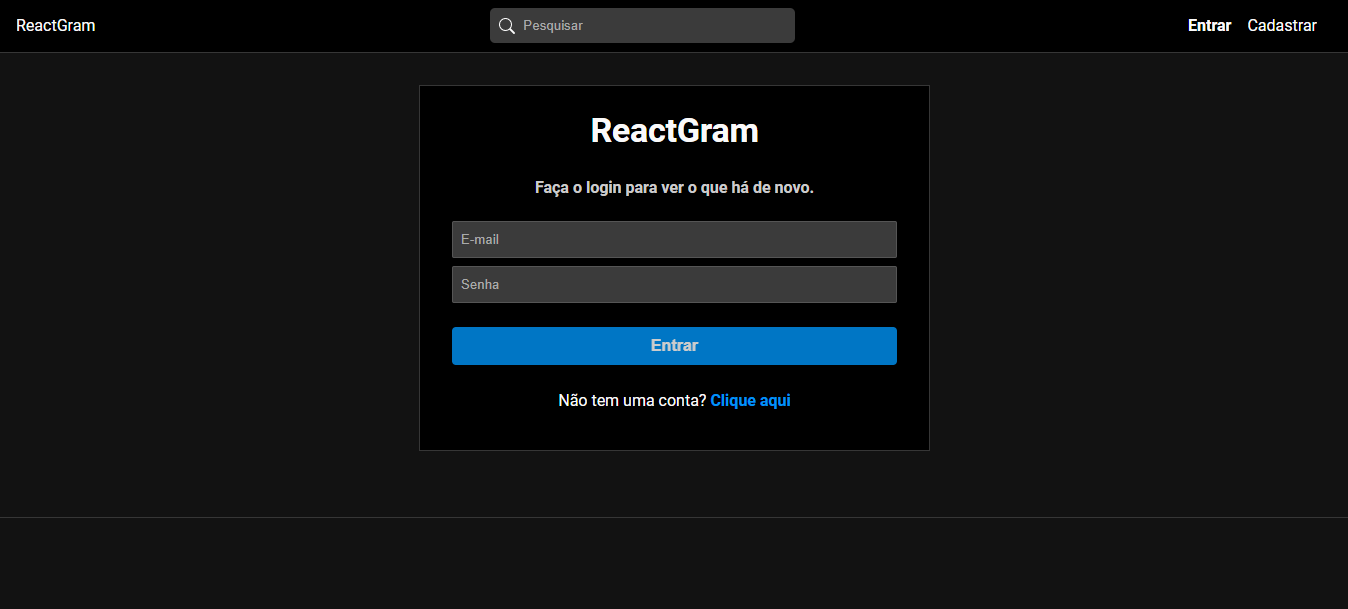 ReactGram
Pesquisar
Entrar
Cadastrar
ReactGram
Faça o login para ver o que há de novo.
E-mail
Senha
Entrar
Não tem uma conta? Clique aqui